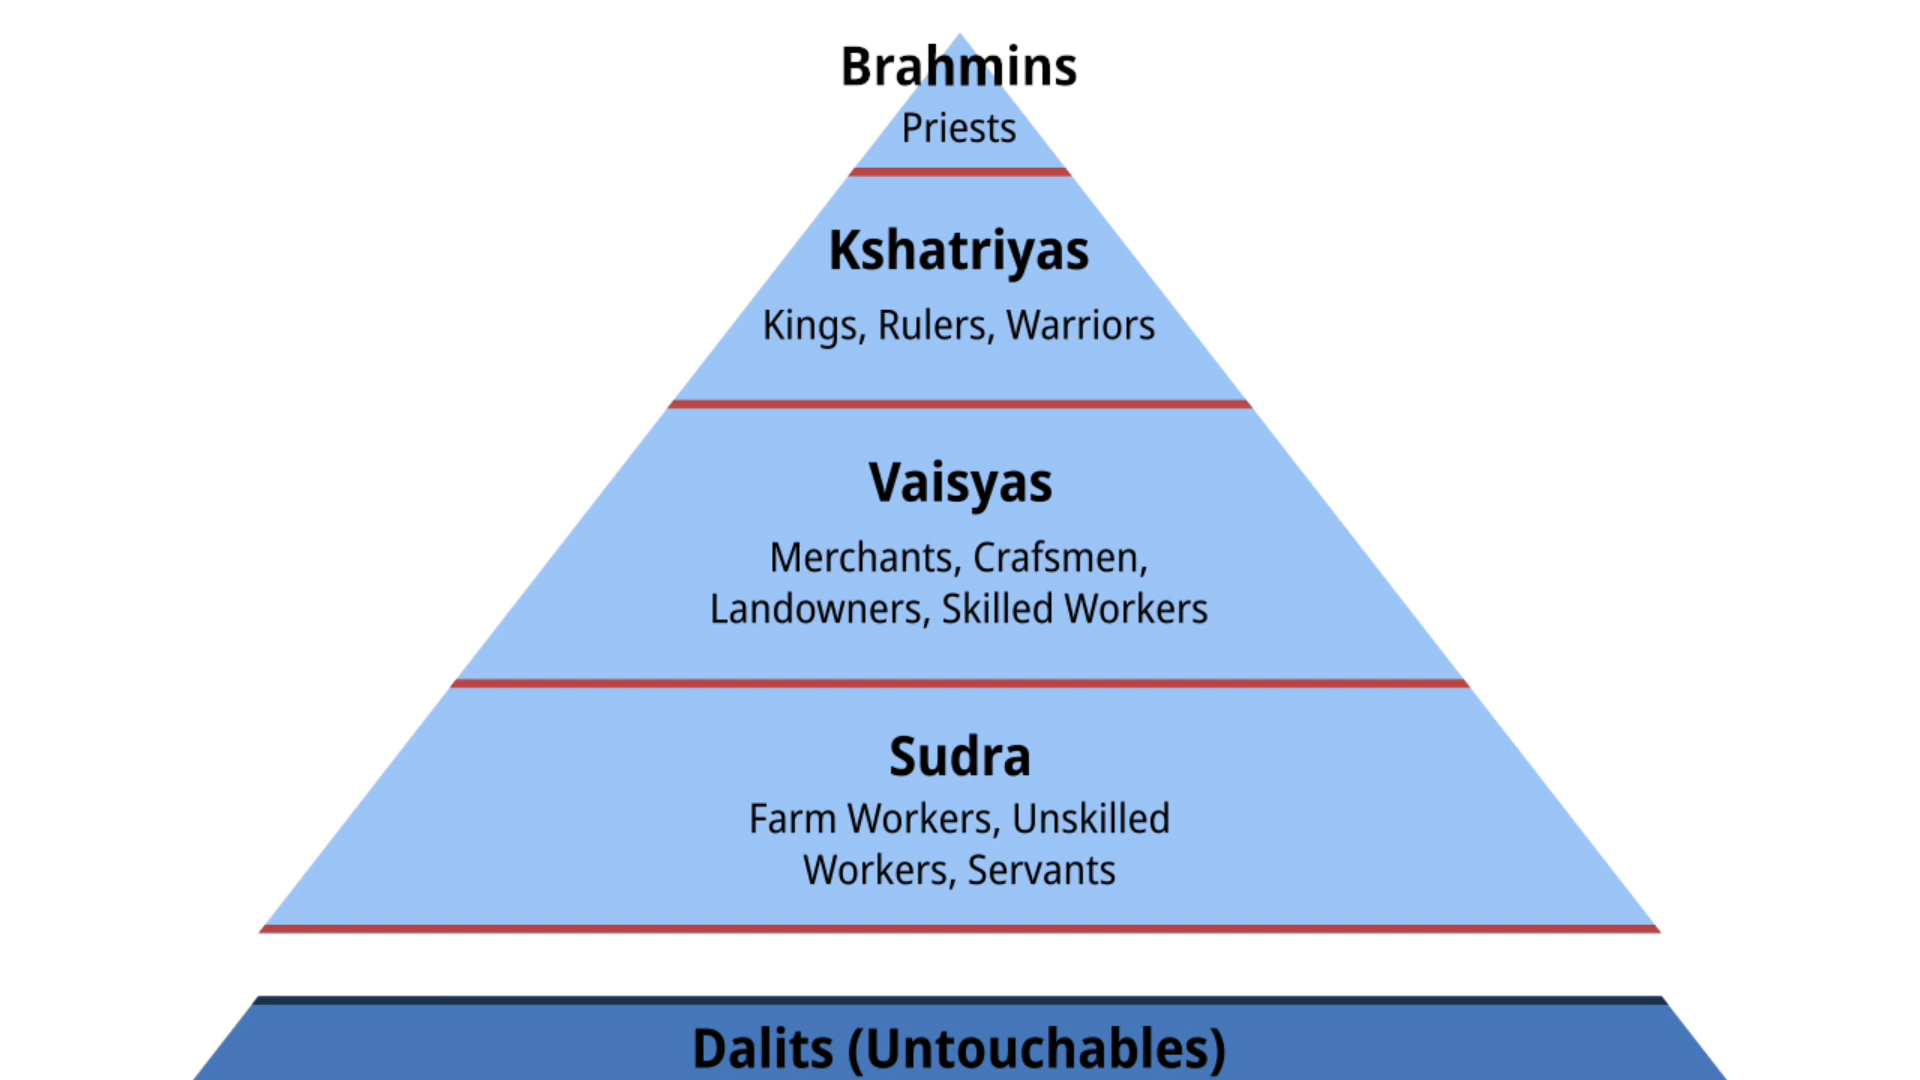 Brahmins
Priests
Kshatriyas
Kings, Rulers, Warriors
Vaisyas
Merchants, Crafsmen,
Landowners, Skilled Workers
Sudra
Farm Workers, Unskilled
Workers, Servants
Dalits (Untouchables)